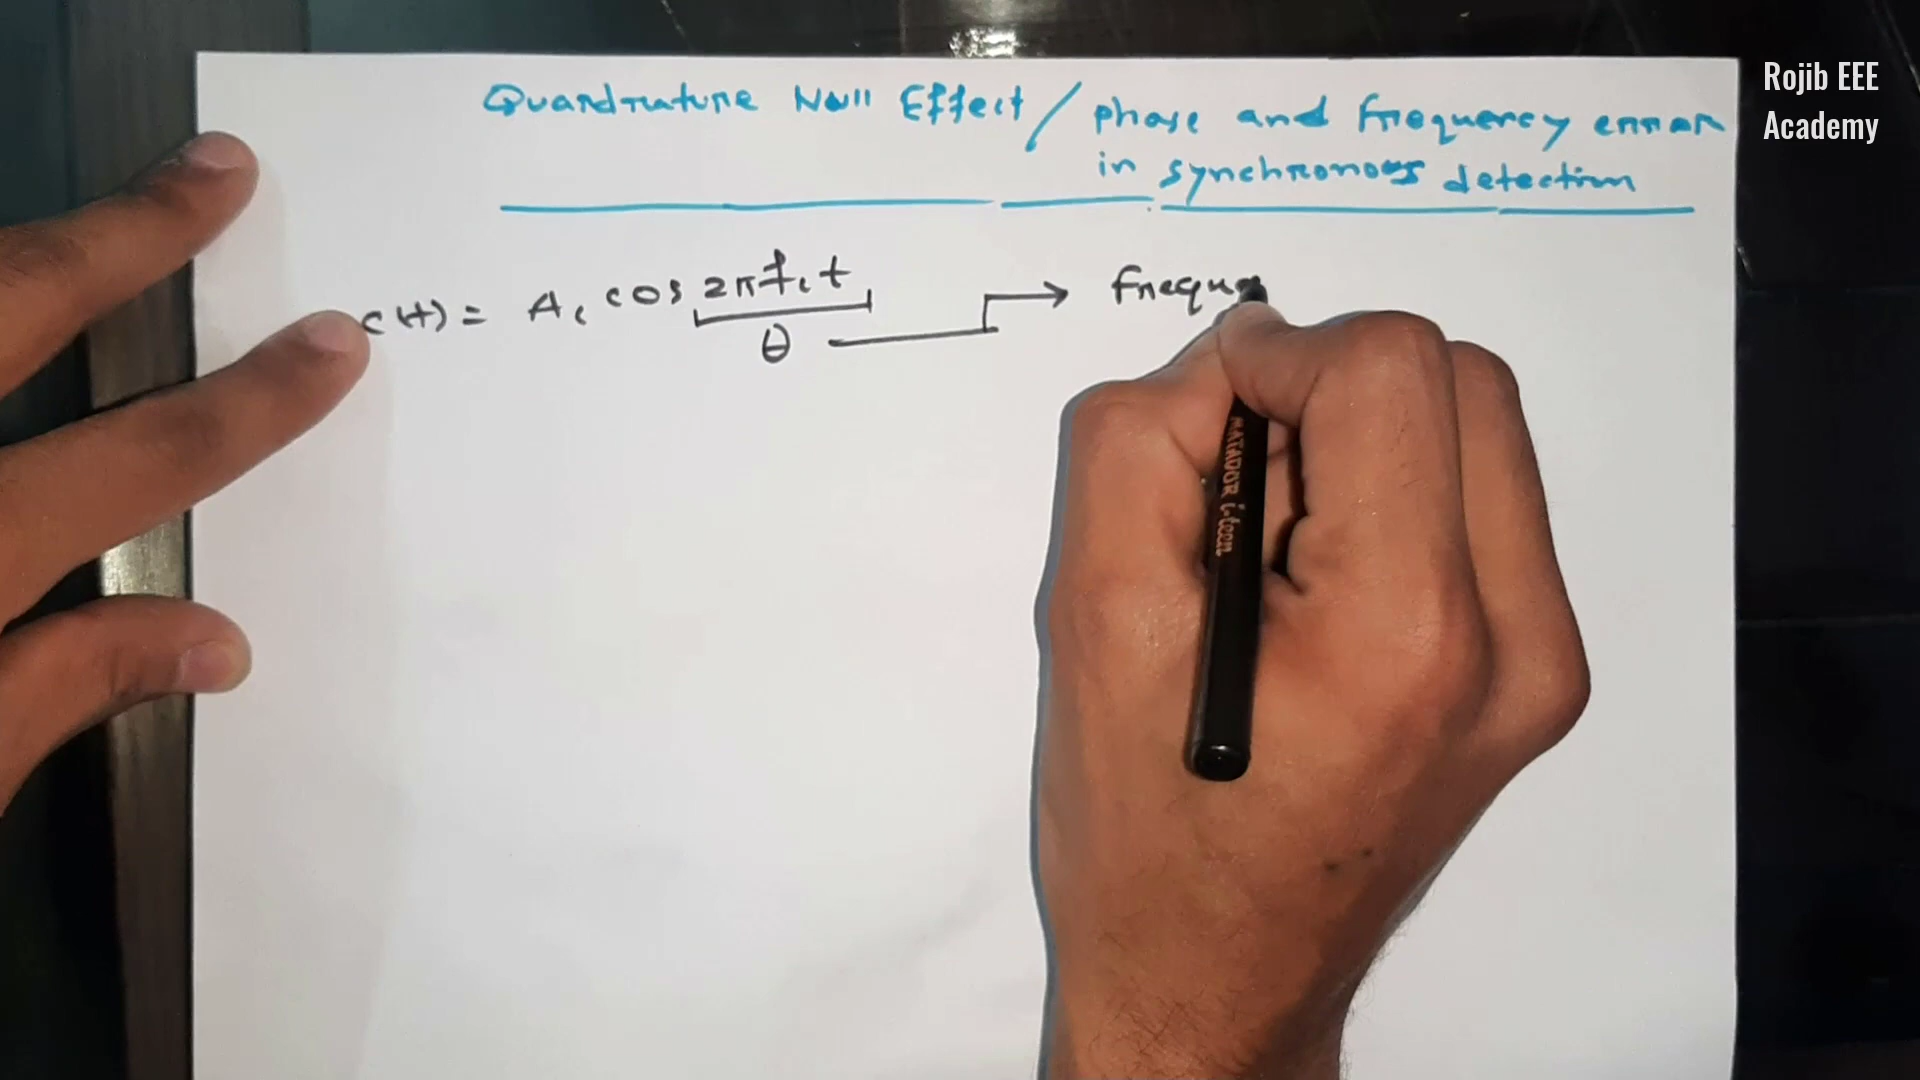 Quandrature Null Effect / phase and frequency error
in synchronous detection
c(t) = Ac cos 2πfct → Frequ
θ
Rojib EEE
Academy
MATADOR i-teen